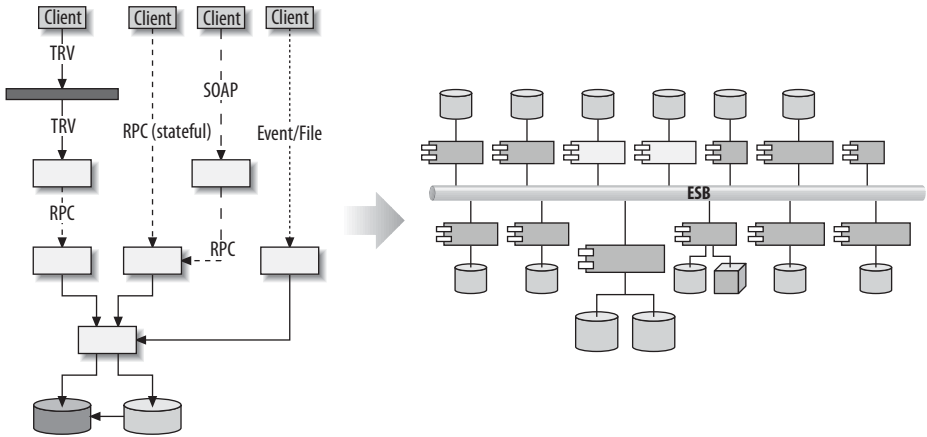 Client
Client
Client
Client
TRV
SOAP
TRV
RPC (stateful)
Event/File
ESB
RPC
RPC